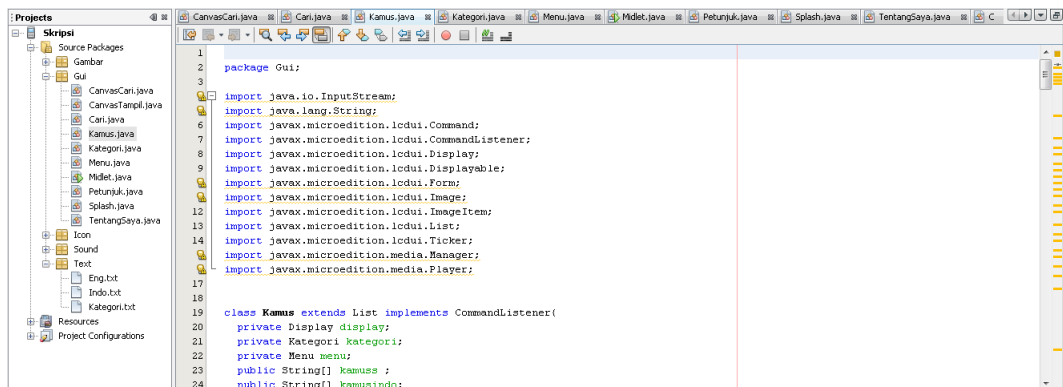 Projects
Skripsi
Source Packages
Gambar
Gui
CanvasCari.java
CanvasTampil.java
Cari.java
Kamus.java
Kategori.java
Menu.java
Midlet.java
Petunjuk.java
Splash.java
TentangSaya.java
Icon
Sound
Text
Eng.txt
Indo.txt
Kategori.txt
Resources
Project Configurations
CanvasCari.java Cari.java Kamus.java Kategori.java Menu.java Midlet.java Petunjuk.java Splash.java TentangSaya.java C
1
2 package Gui;
3
import java.io.InputStream;
import java.lang.String;
6 import javax.microedition.lcdui.Command;
7 import javax.microedition.lcdui.CommandListener;
8 import javax.microedition.lcdui.Display;
9 import javax.microedition.lcdui.Displayable;
import javax.microedition.lcdui.Form;
import javax.microedition.lcdui.Image;
12 import javax.microedition.lcdui.ImageItem;
13 import javax.microedition.lcdui.List;
14 import javax.microedition.lcdui.Ticker;
import javax.microedition.media.Manager;
import javax.microedition.media.Player;
17
18
19 class Kamus extends List implements CommandListener{
20 private Display display;
21 private Kategori kategori;
22 private Menu menu;
23 public String[] kamuss ;
24 public String[] kamusindo;